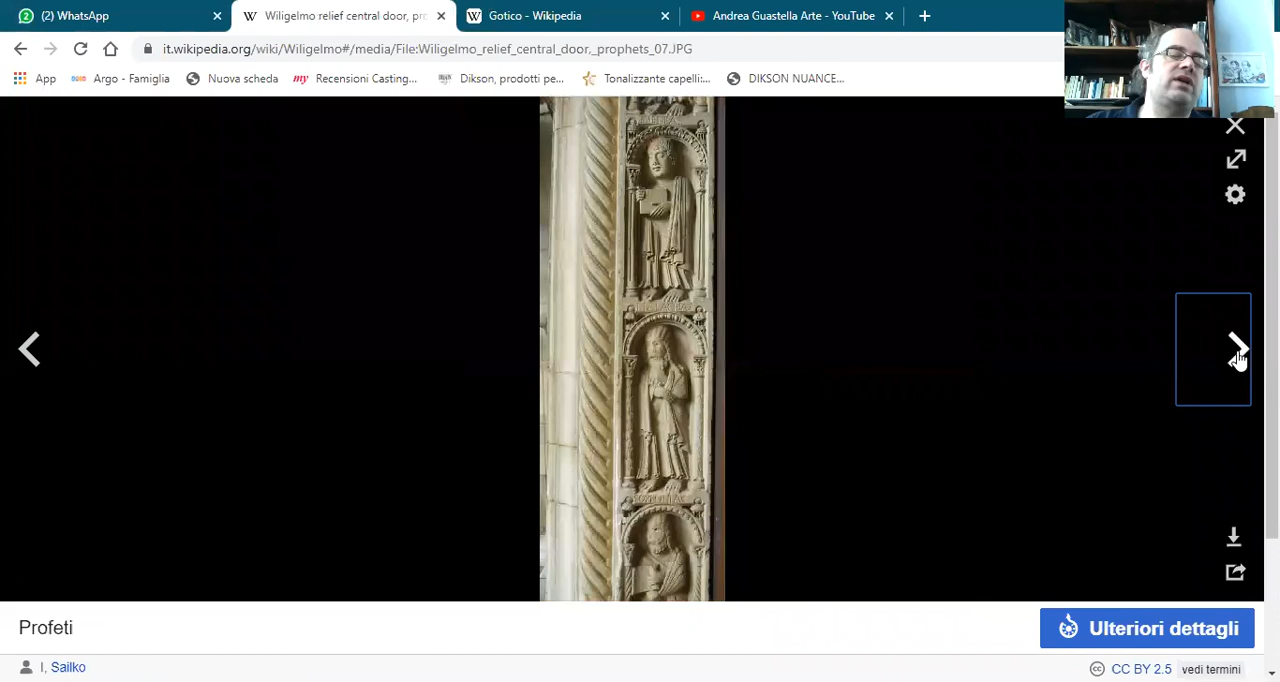 (2) WhatsApp
Wiligelmo relief central door, pro
Gotico - Wikipedia
Andrea Guastella Arte - YouTube
it.wikipedia.org/wiki/Wiligelmo#/media/File:Wiligelmo_relief_central_door,_prophets_07.JPG
App
Argo - Famiglia
Nuova scheda
my Recensioni Casting...
Dikson, prodotti pe...
Tonalizzante capelli:...
DIKSON NUANCE...
Profeti
Ulteriori dettagli
I, Sailko
CC BY 2.5 vedi termini